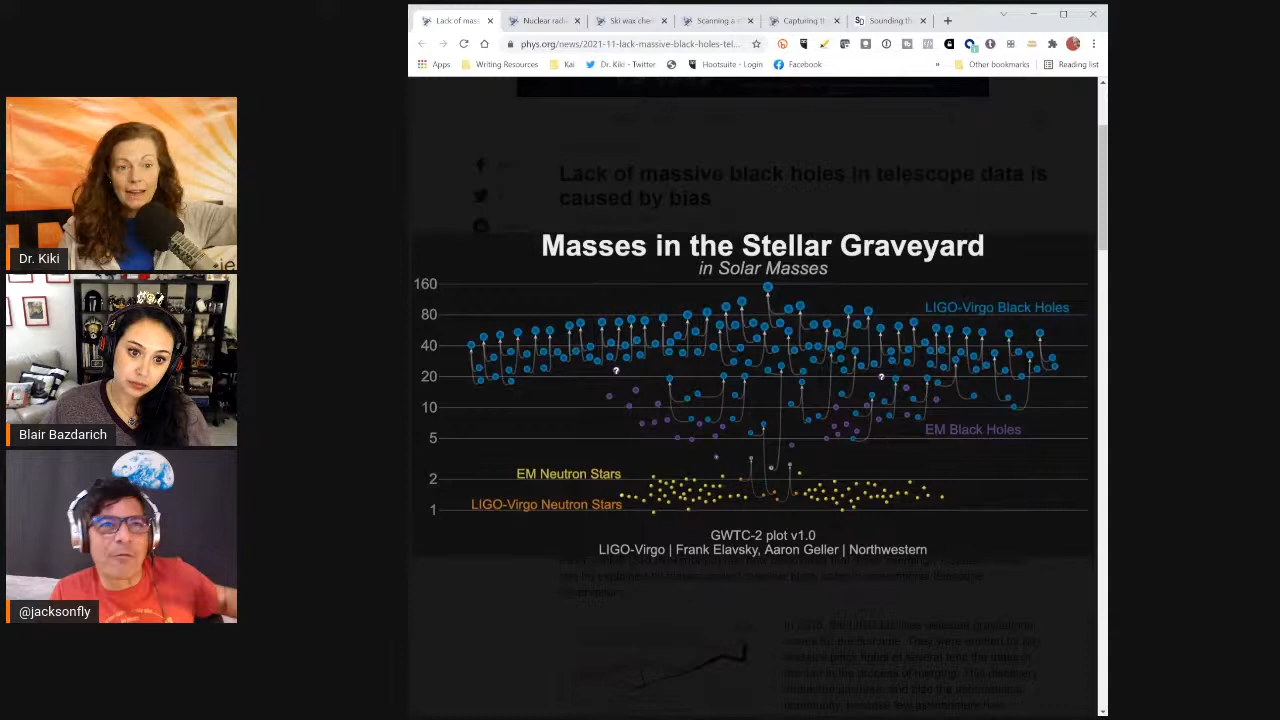 Lack of mass
Nuclear radi
Ski wax che
Scanning a c
Capturing th
Sounding th
phys.org/news/2021-11-lack-massive-black-holes-tel...
Apps
Writing Resources
Kai
Dr. Kiki - Twitter
Hootsuite - Login
Facebook
»
Other bookmarks
Reading list
Lack of massive black holes in telescope data is
caused by bias
Masses in the Stellar Graveyard
in Solar Masses
160
80
40
20
10
5
2
1
LIGO-Virgo Black Holes
EM Black Holes
EM Neutron Stars
LIGO-Virgo Neutron Stars
GWTC-2 plot v1.0
LIGO-Virgo | Frank Elavsky, Aaron Geller | Northwestern
Dr. Kiki
Blair Bazdarich
@jacksonfly